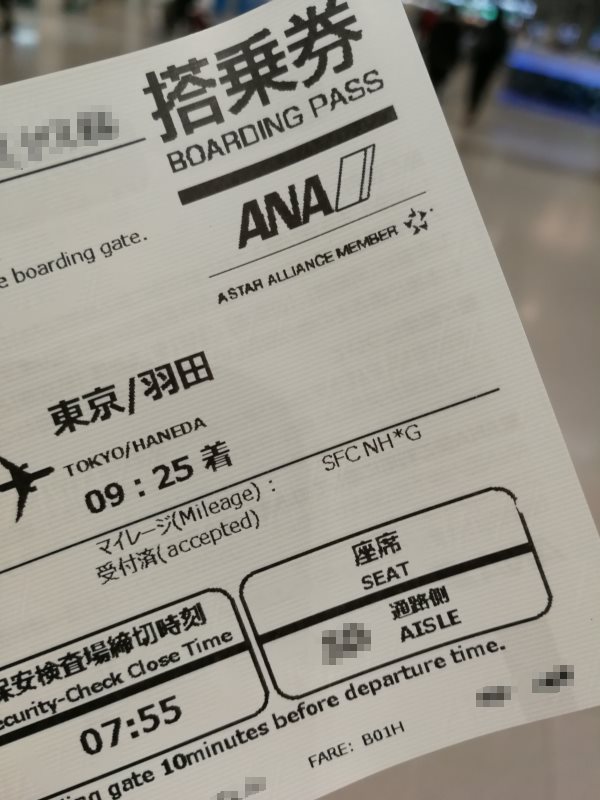 搭乗券
BOARDING PASS
ANA
A STAR ALLIANCE MEMBER
boarding gate.
東京/羽田
TOKYO/HANEDA
09:25着
マイレージ(Mileage): SFC NH*G
受付済(accepted)
保安検査場締切時刻
Security-Check Close Time
07:55
座席
SEAT
通路側
AISLE
gate 10minutes before departure time.
FARE: B01H